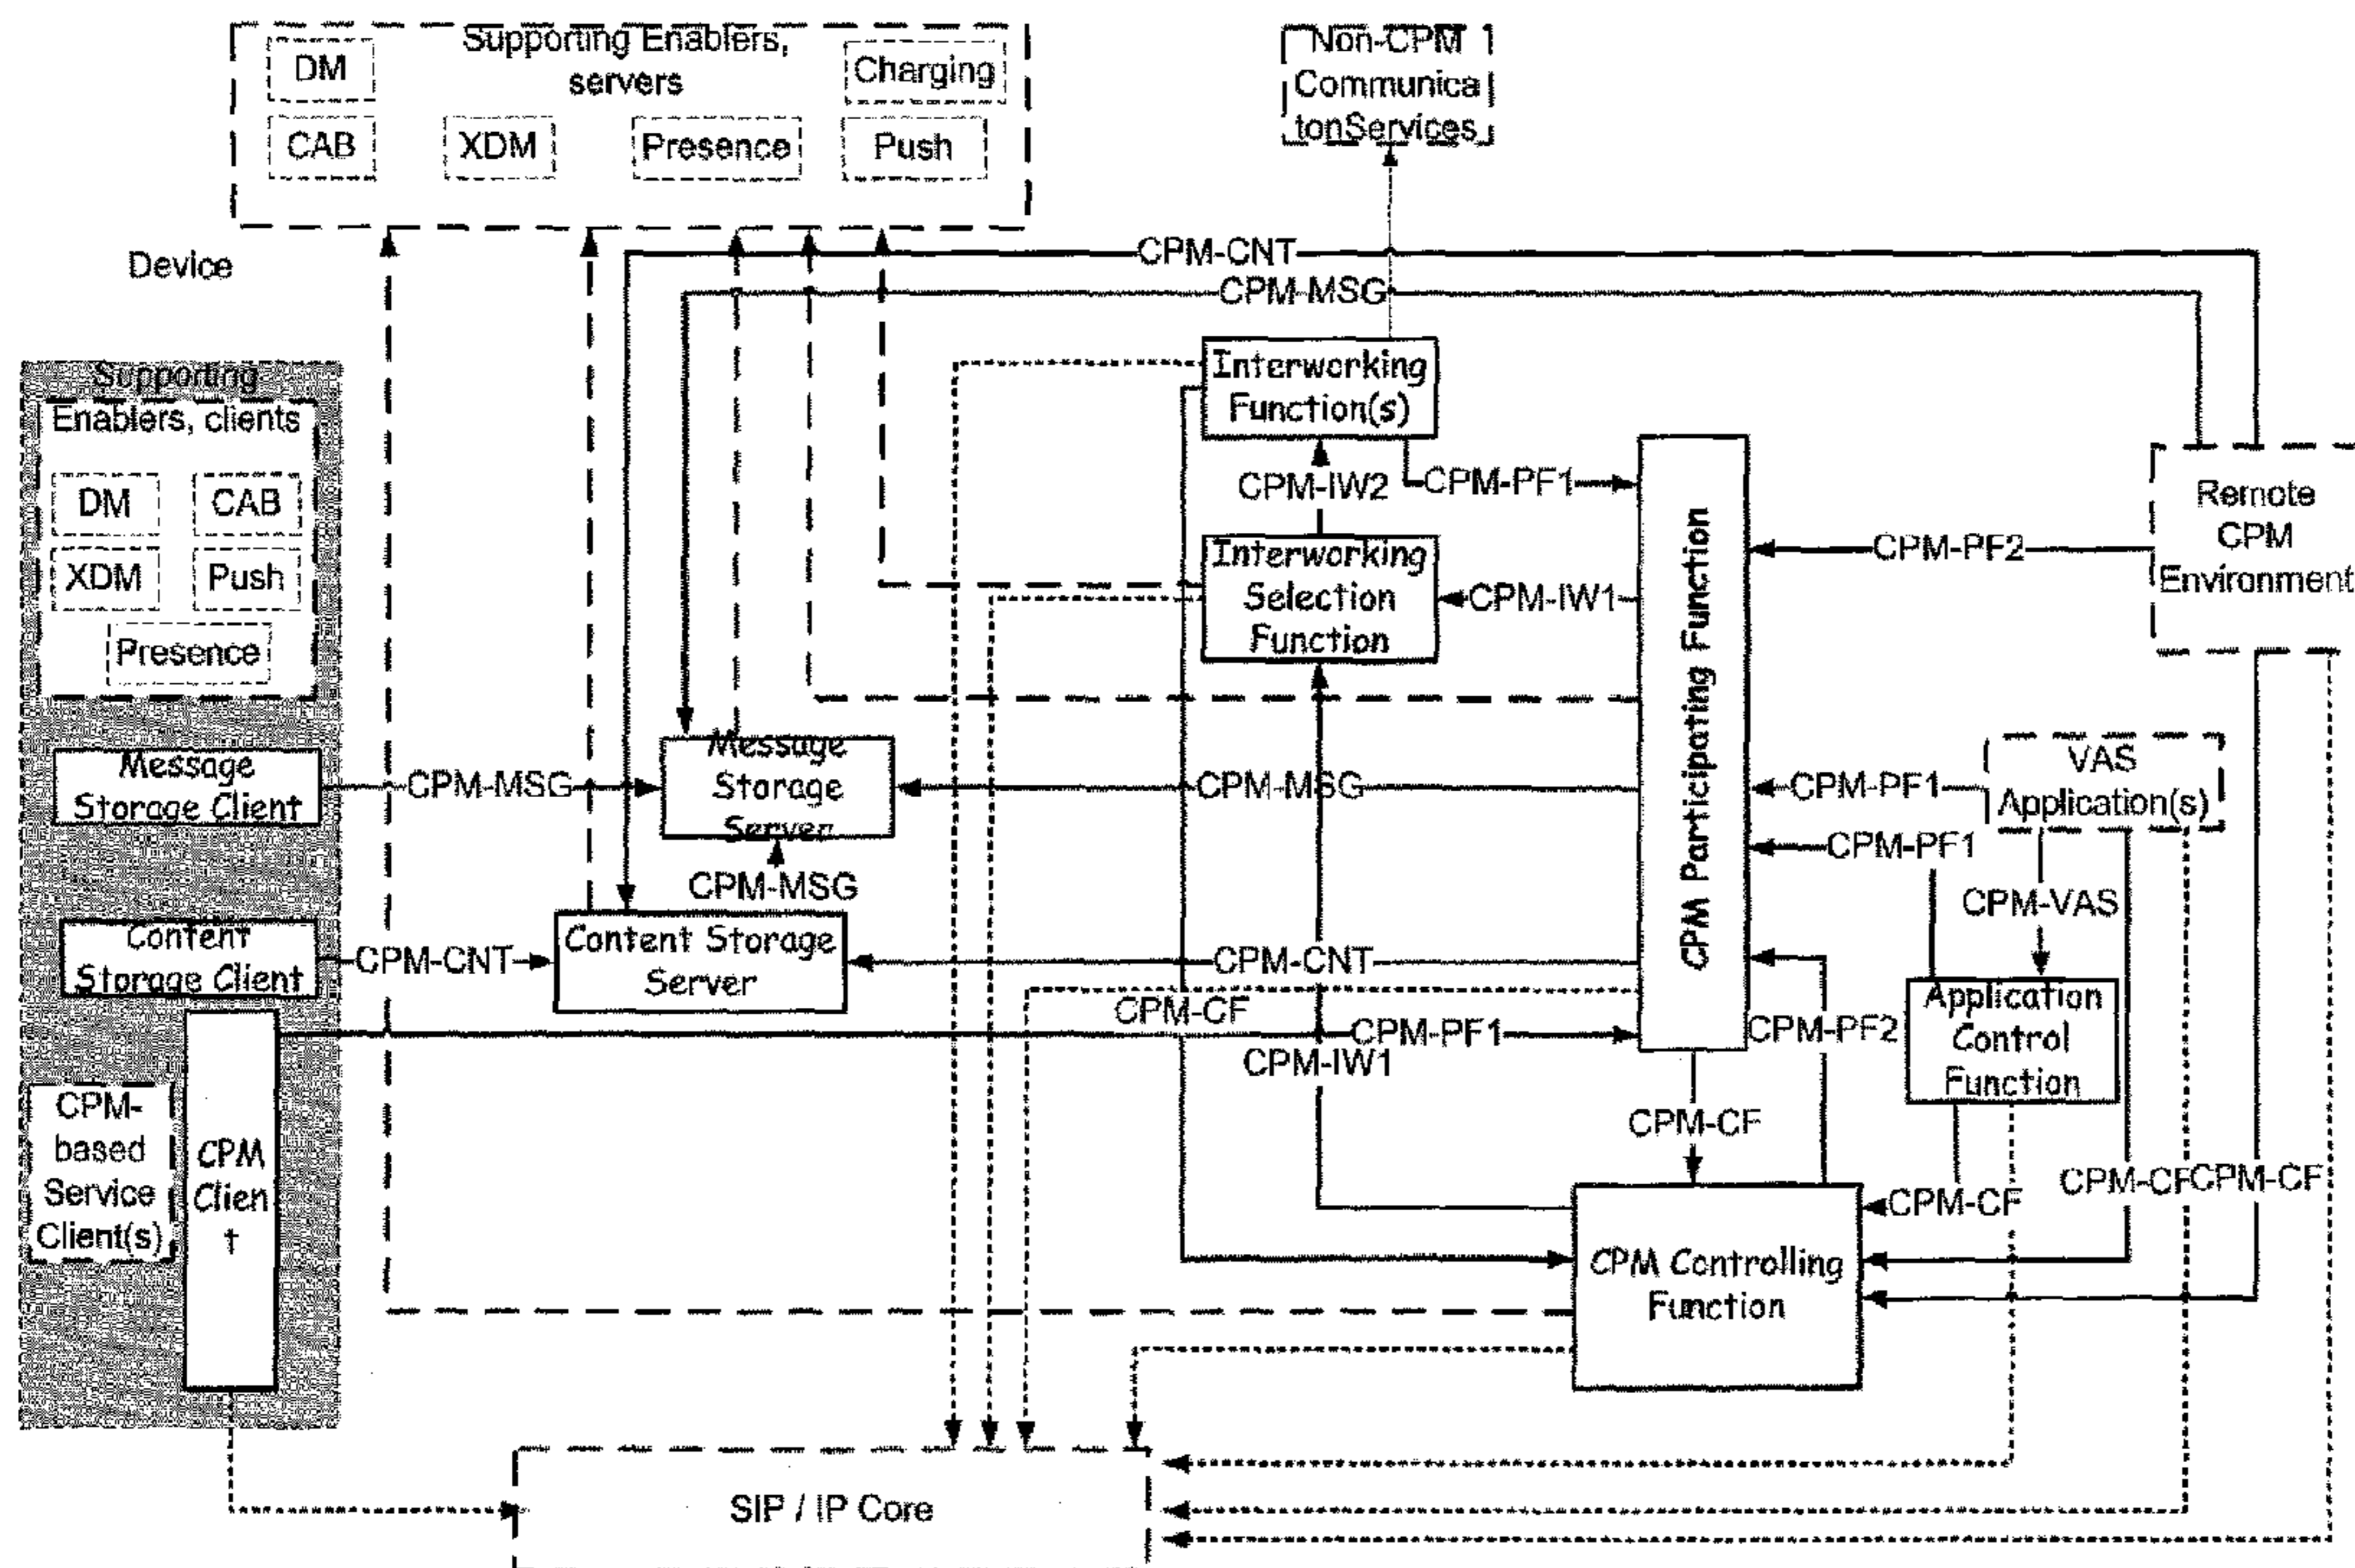 Supporting Enablers,
servers
DM
Charging
CAB
XDM
Presence
Push
Non-CPM
Communica
tonServices
Device
CPM-CNT
CPM-MSG
Supporting
Enablers, clients
DM
CAB
XDM
Push
Presence
Interworking
Function(s)
CPM-IW2
CPM-PF1
Interworking
Selection
Function
CPM-IW1
CPM Participating Function
CPM-PF2
Remote
CPM
Environment
Message
Storage Client
CPM-MSG
Message
Storage
Server
CPM-MSG
CPM-PF1
VAS
Application(s)
CPM-PF1
CPM-VAS
CPM-MSG
Content
Storage Client
CPM-CNT
Content Storage
Server
CPM-CNT
CPM-CF
CPM-PF1
CPM-IW1
CPM-PF2
Application
Control
Function
CPM-
based
Service
Client(s)
CPM
Clien
t
CPM-CF
CPM-CF
CPM-CF
CPM-CF
CPM Controlling
Function
SIP / IP Core